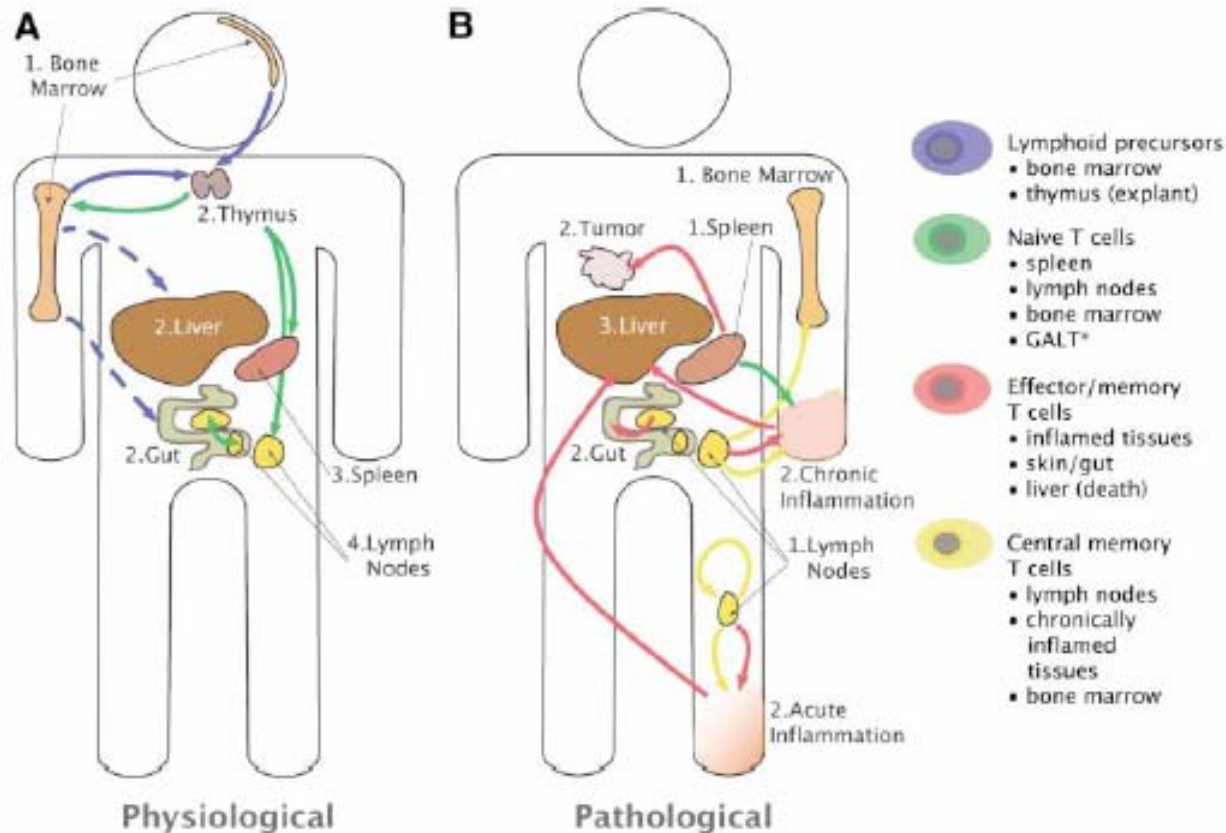 A
1. Bone
Marrow
2.Thymus
2.Liver
2.Gut
3.Spleen
4.Lymph
Nodes
Physiological
B
1. Bone Marrow
2.Tumor
1.Spleen
3.Liver
2.Gut
2.Chronic
Inflammation
1.Lymph
Nodes
2.Acute
Inflammation
Pathological
Lymphoid precursors
• bone marrow
• thymus (explant)
Naive T cells
• spleen
• lymph nodes
• bone marrow
• GALT*
Effector/memory
T cells
• inflamed tissues
• skin/gut
• liver (death)
Central memory
T cells
• lymph nodes
• chronically
inflamed
tissues
• bone marrow